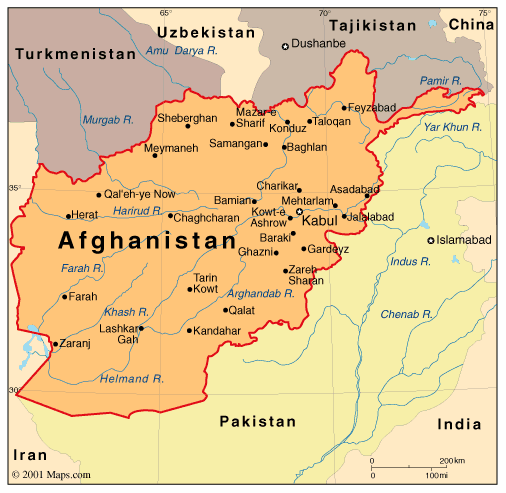 60°
65°
70°
75°
Uzbekistan
Tajikistan
China
Dushanbe
Turkmenistan
Amu Darya R.
Pamir R.
Murgab R.
Mazar-e
Sharif
Feyzabad
Sheberghan
Konduz
Taloqan
Yar Khun R.
Meymaneh
Samangan
Baghlan
35°
Qal'eh-ye Now
Charikar
Asadabad
Bamian
Mehtarlam
Herat
Harirud R.
Chaghcharan
Kowt-e
Ashrow
Kabul
Jalalabad
Afghanistan
Baraki
Islamabad
Ghazni
Gardeyz
Farah R.
Indus R.
Zareh
Sharan
Tarin
Kowt
Farah
Arghandab R.
Khash R.
Qalat
Chenab R.
Lashkar
Gah
Kandahar
Zaranj
Helmand R.
30°
Pakistan
India
Iran
0
200km
0
100mi
© 2001 Maps.com